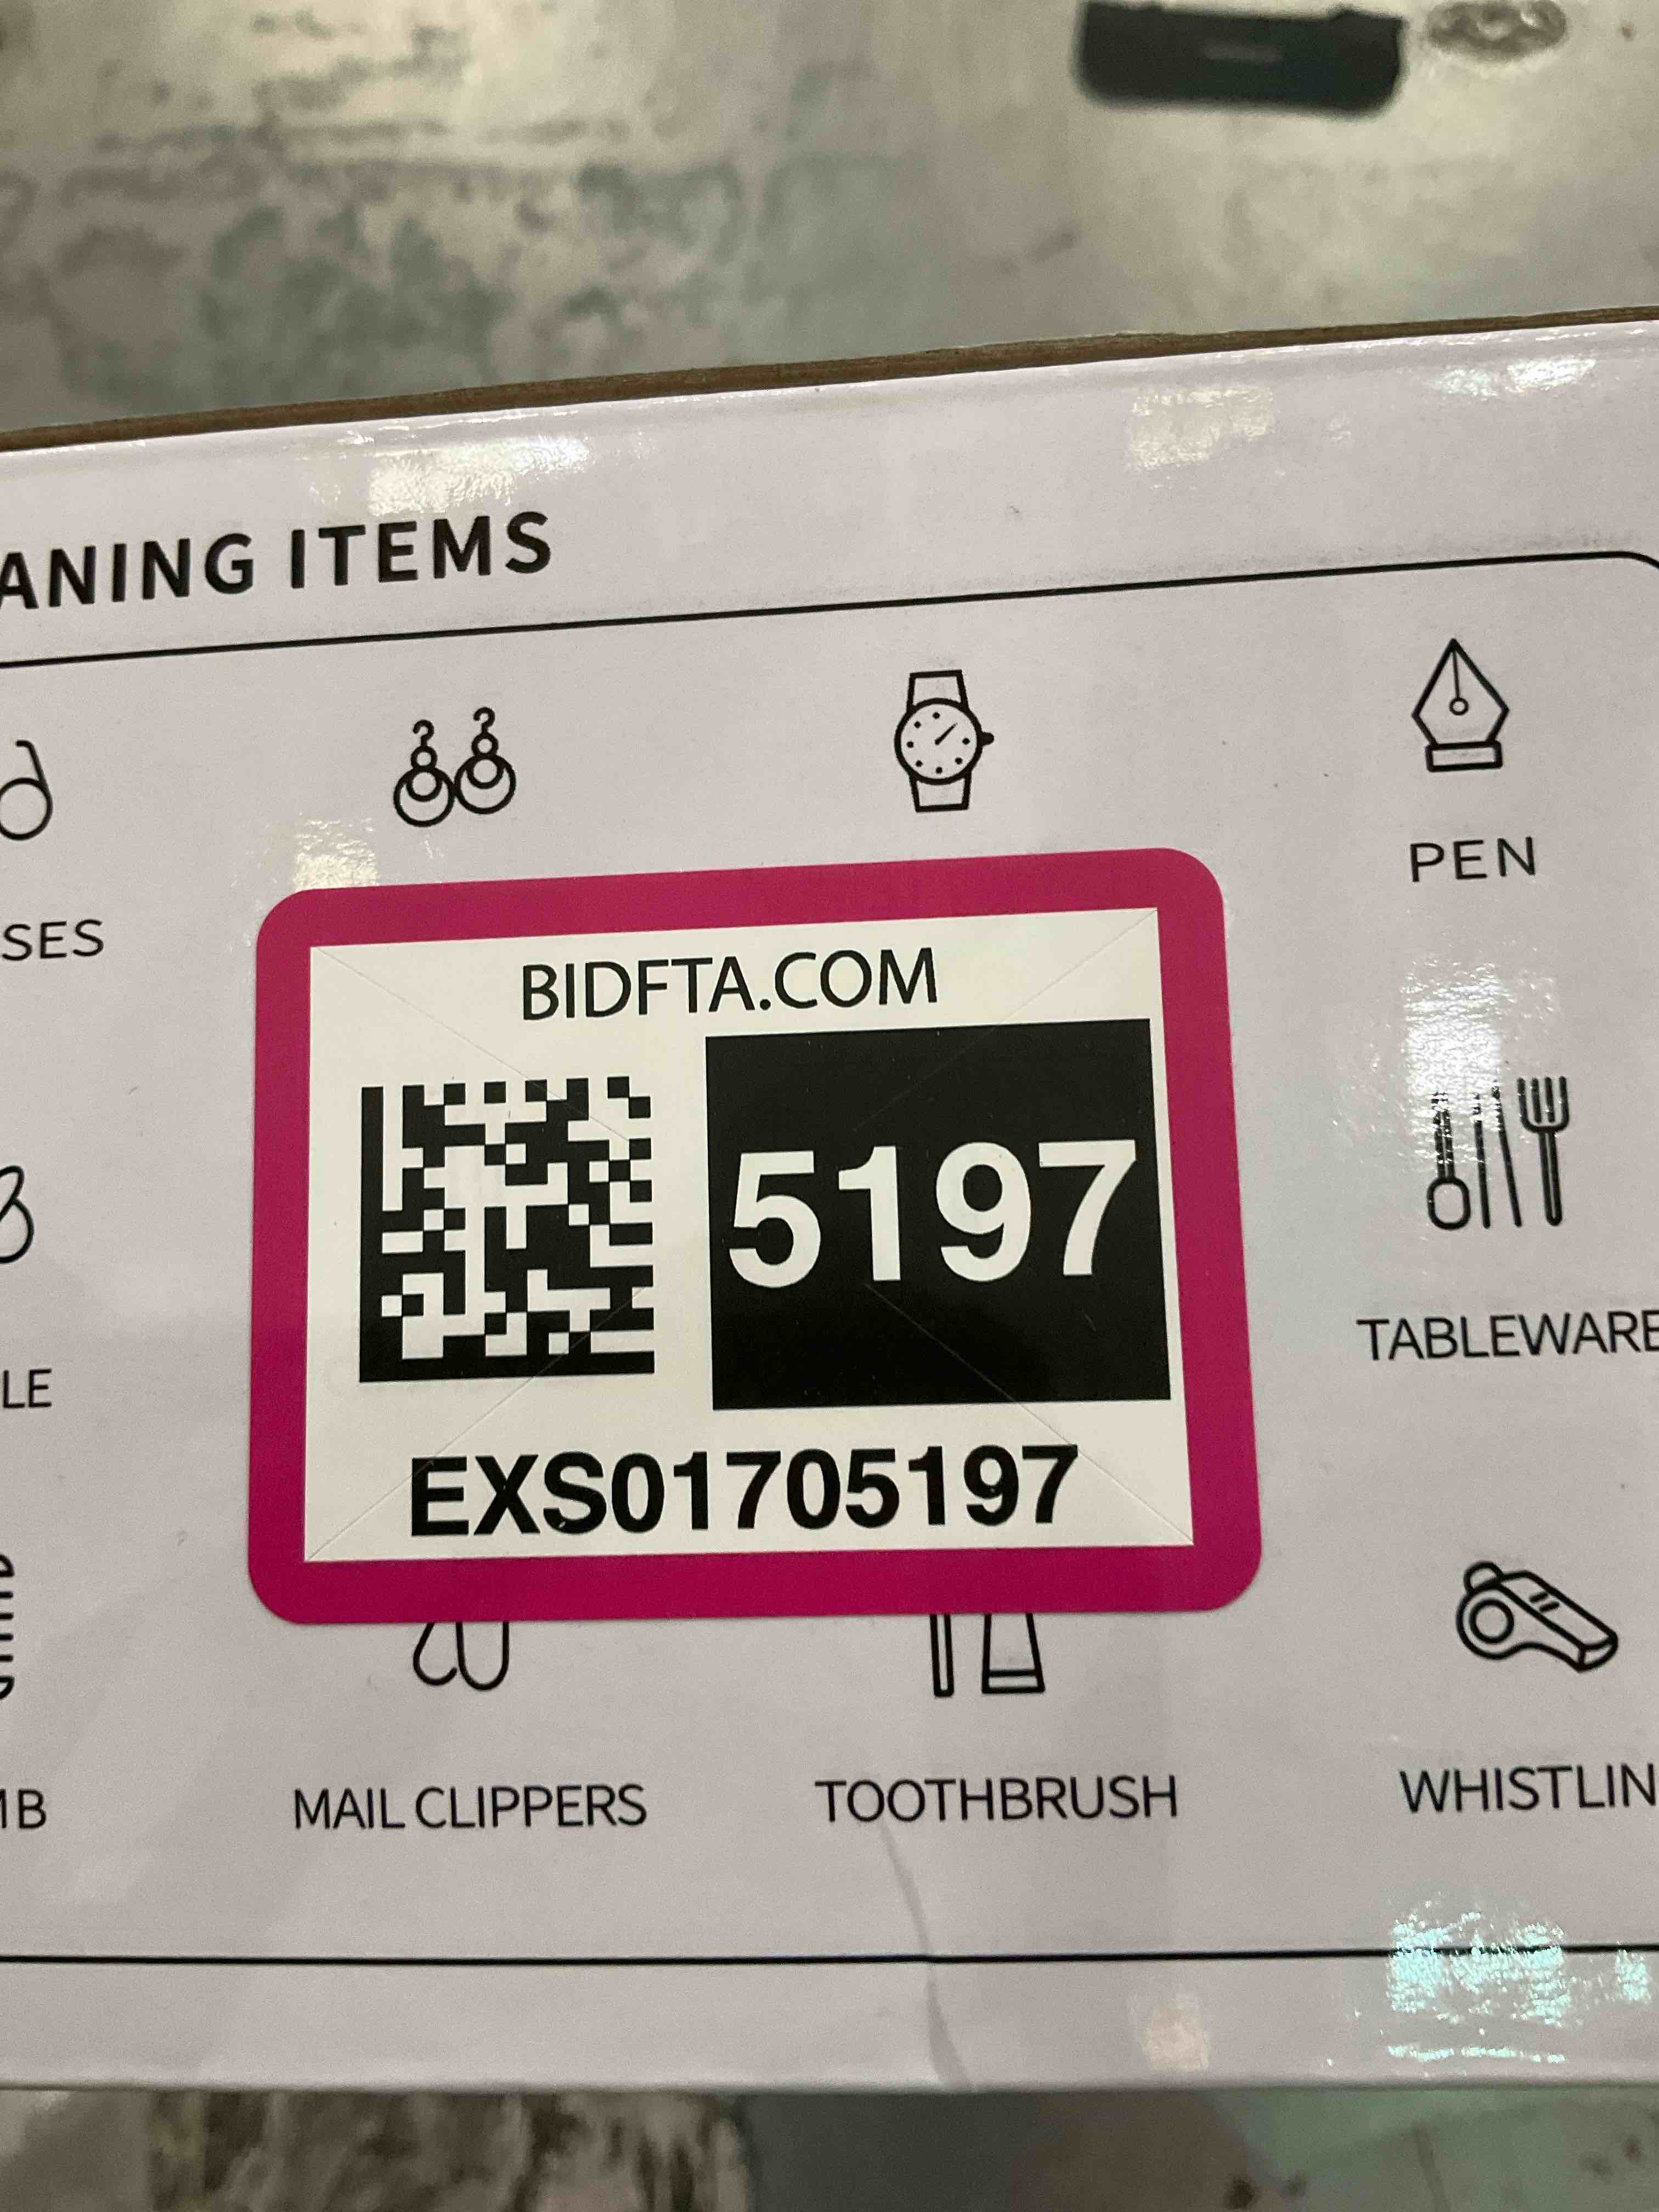 ANING ITEMS
PEN
SES
BIDFTA.COM
5197
EXS01705197
TABLEWARE
LE
MB
MAIL CLIPPERS
TOOTHBRUSH
WHISTLIN